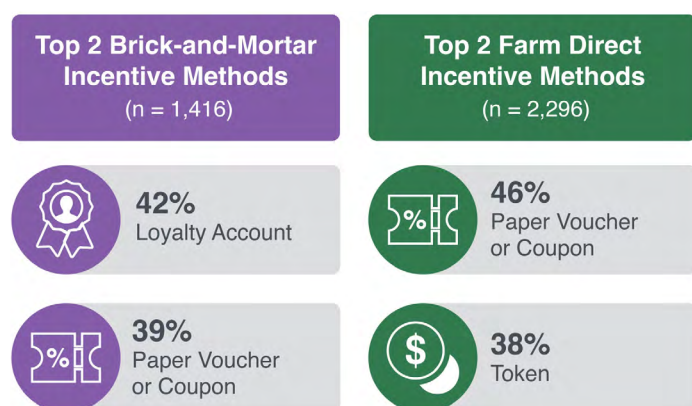 Top 2 Brick-and-Mortar
Incentive Methods
(n = 1,416)
42%
Loyalty Account
%
39%
Paper Voucher
or Coupon
Top 2 Farm Direct
Incentive Methods
(n = 2,296)
%
46%
Paper Voucher
or Coupon
$
38%
Token